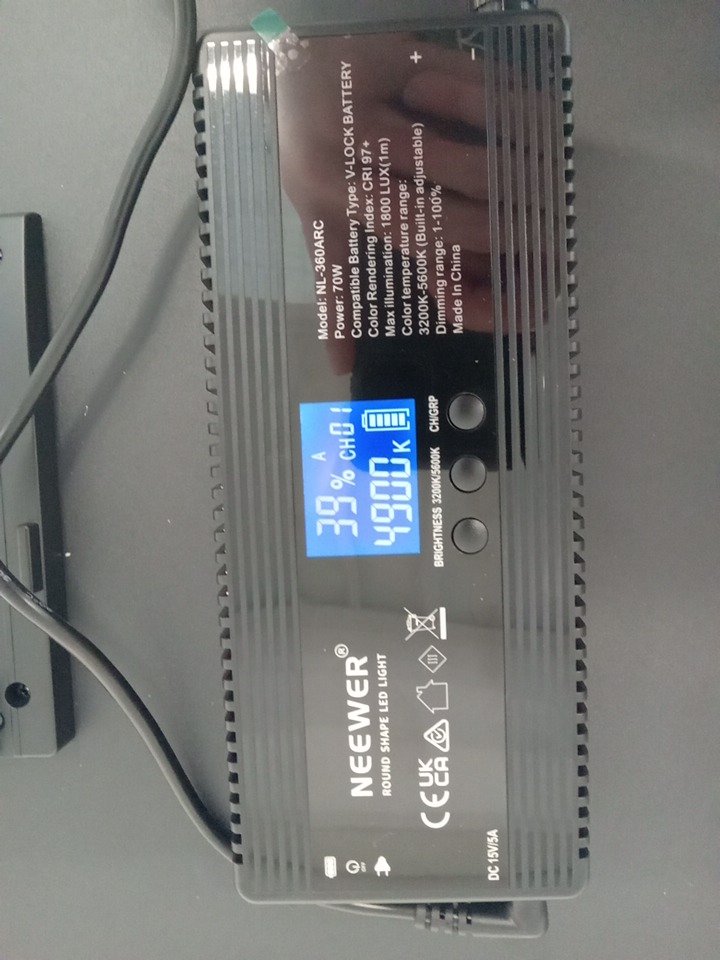 NEEWER®
ROUND SHAPE LED LIGHT
CE UK CA
OFF
DC 15V/5A
39% A
CH01
4900K
BRIGHTNESS 3200K/5600K CH/GRP
Model: NL-360ARC
Power: 70W
Compatible Battery Type: V-LOCK BATTERY
Color Rendering Index: CRI 97+
Max illumination: 1800 LUX(1m)
Color temperature range:
3200K-5600K (Built-in adjustable)
Dimming range: 1-100%
Made In China
+ −